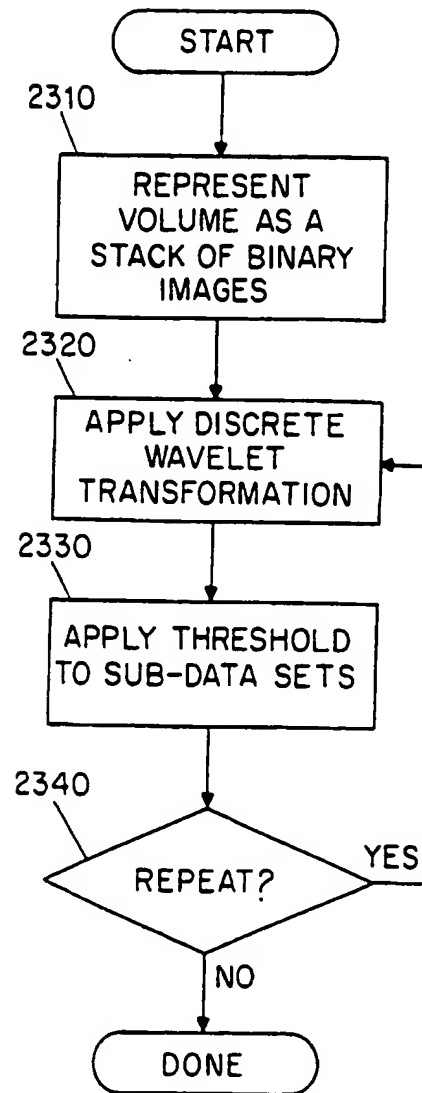 START
2310
REPRESENT
VOLUME AS A
STACK OF BINARY
IMAGES
2320
APPLY DISCRETE
WAVELET
TRANSFORMATION
2330
APPLY THRESHOLD
TO SUB-DATA SETS
2340
REPEAT?
YES
NO
DONE